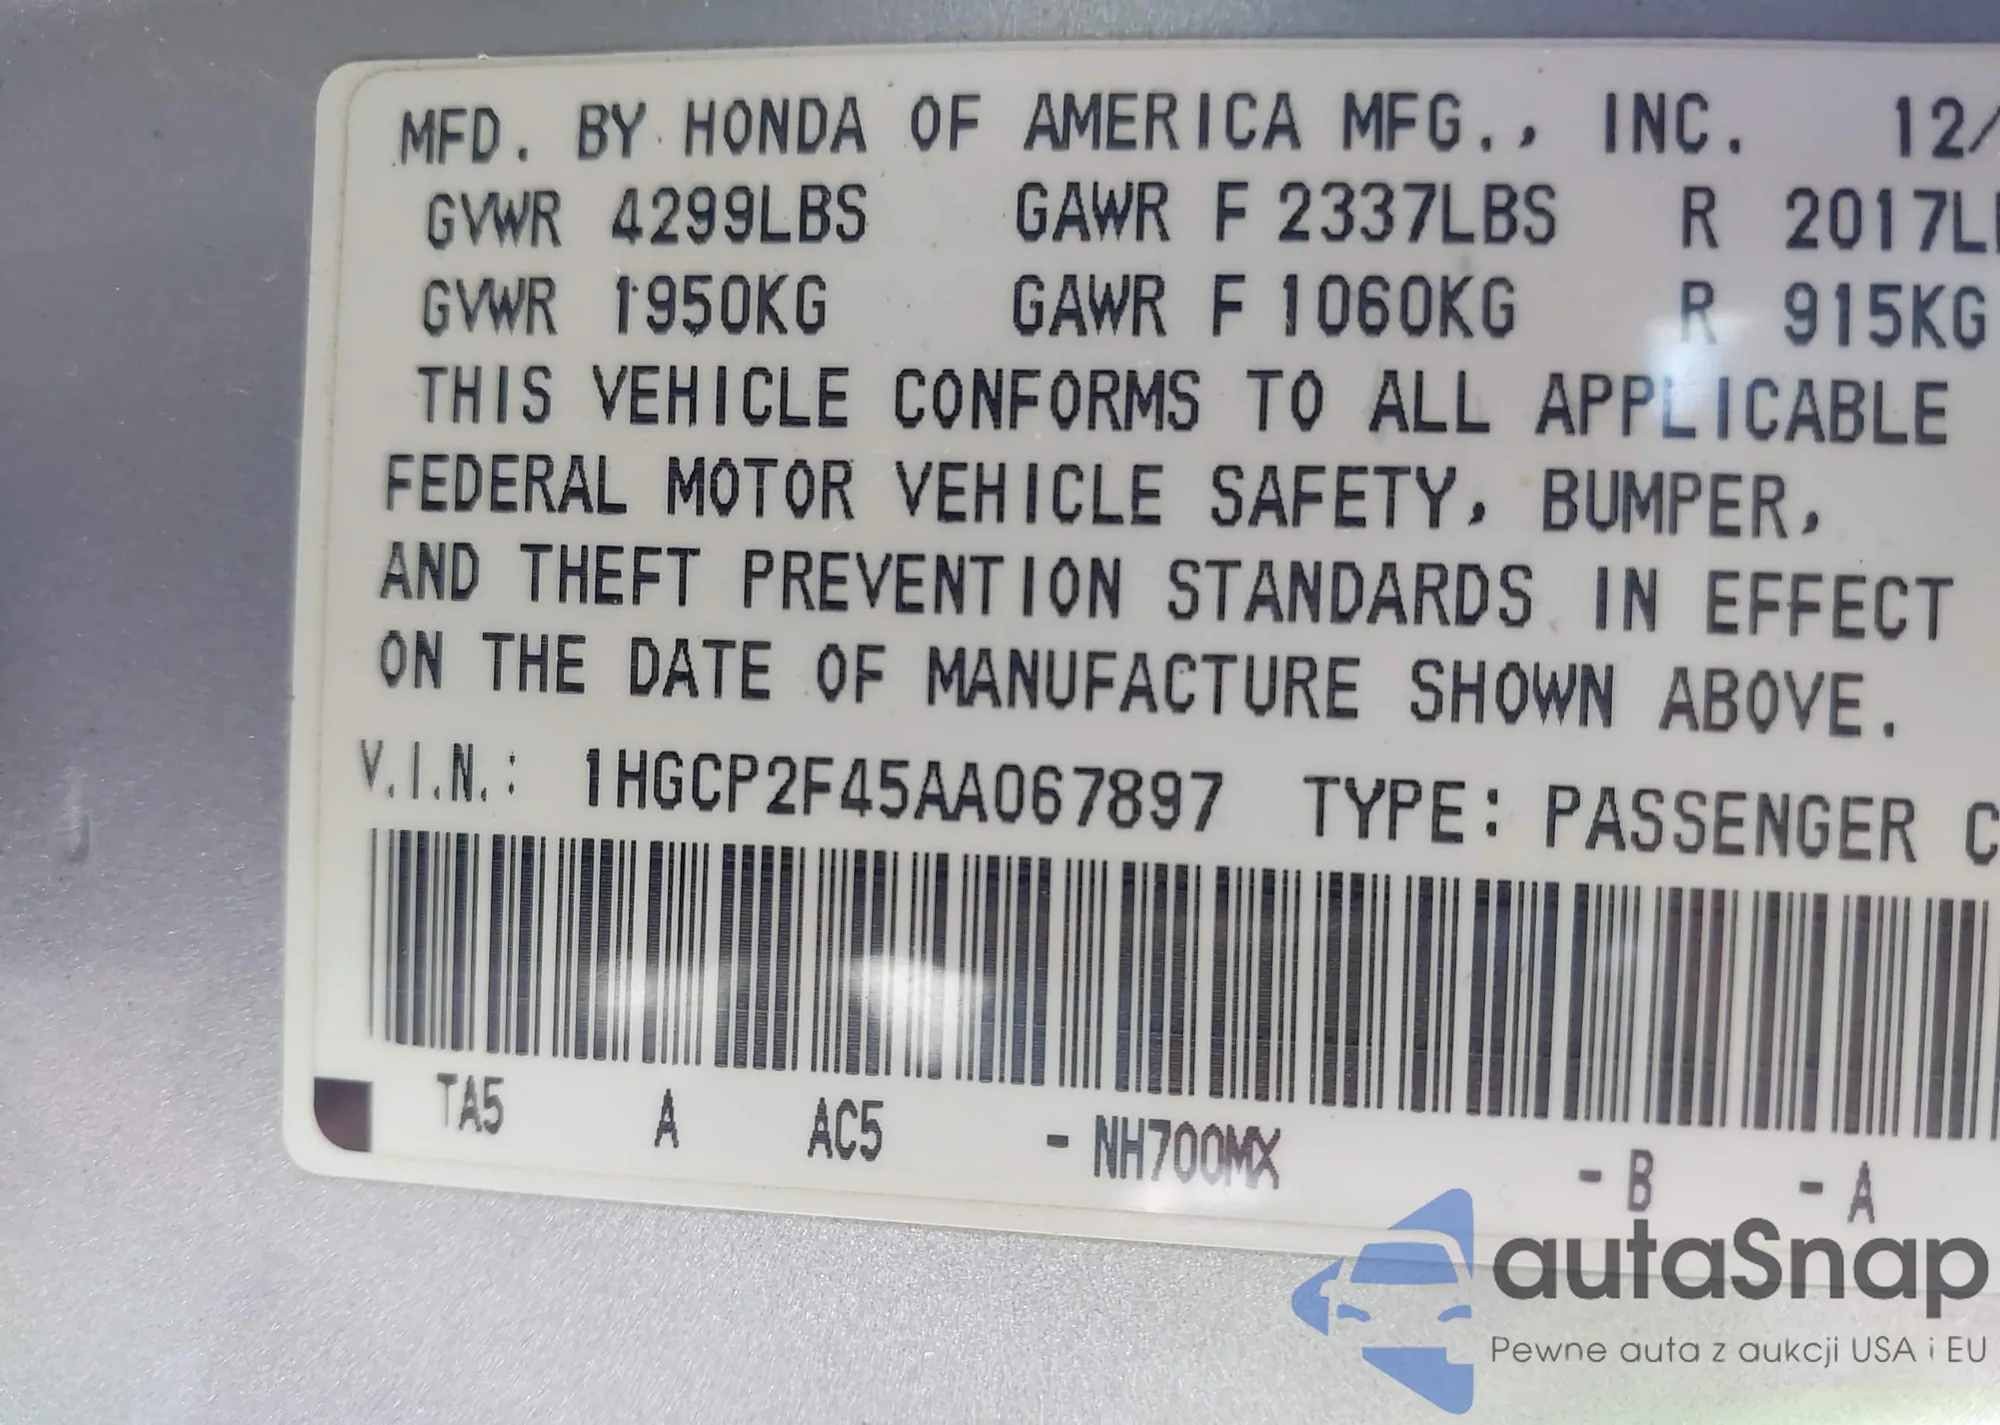 MFD. BY HONDA OF AMERICA MFG., INC. 12/
GVWR 4299LBS GAWR F 2337LBS R 2017L
GVWR 1950KG GAWR F 1060KG R 915KG
THIS VEHICLE CONFORMS TO ALL APPLICABLE
FEDERAL MOTOR VEHICLE SAFETY, BUMPER,
AND THEFT PREVENTION STANDARDS IN EFFECT
ON THE DATE OF MANUFACTURE SHOWN ABOVE.
V.I.N.: 1HGCP2F45AA067897 TYPE: PASSENGER C
TA5 A AC5 - NH700MX - B - A
autaSnap
Pewne auta z aukcji USA i EU